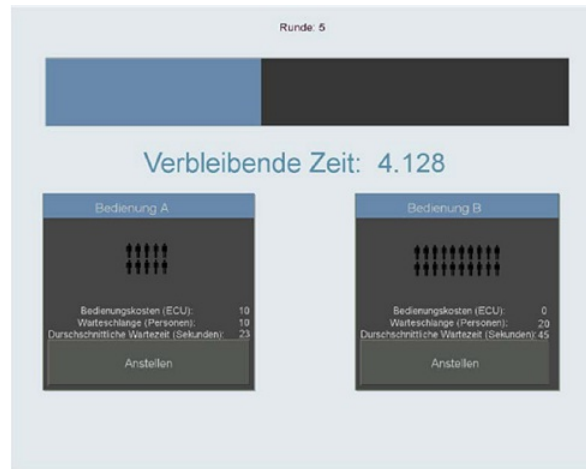 Runde: 5
Verbleibende Zeit: 4.128
Bedienung A
Bedienungskosten (ECU): 10
Warteschlange (Personen): 10
Durschschnittliche Wartezeit (Sekunden): 23
Anstellen
Bedienung B
Bedienungskosten (ECU): 0
Warteschlange (Personen): 20
Durschschnittliche Wartezeit (Sekunden): 45
Anstellen